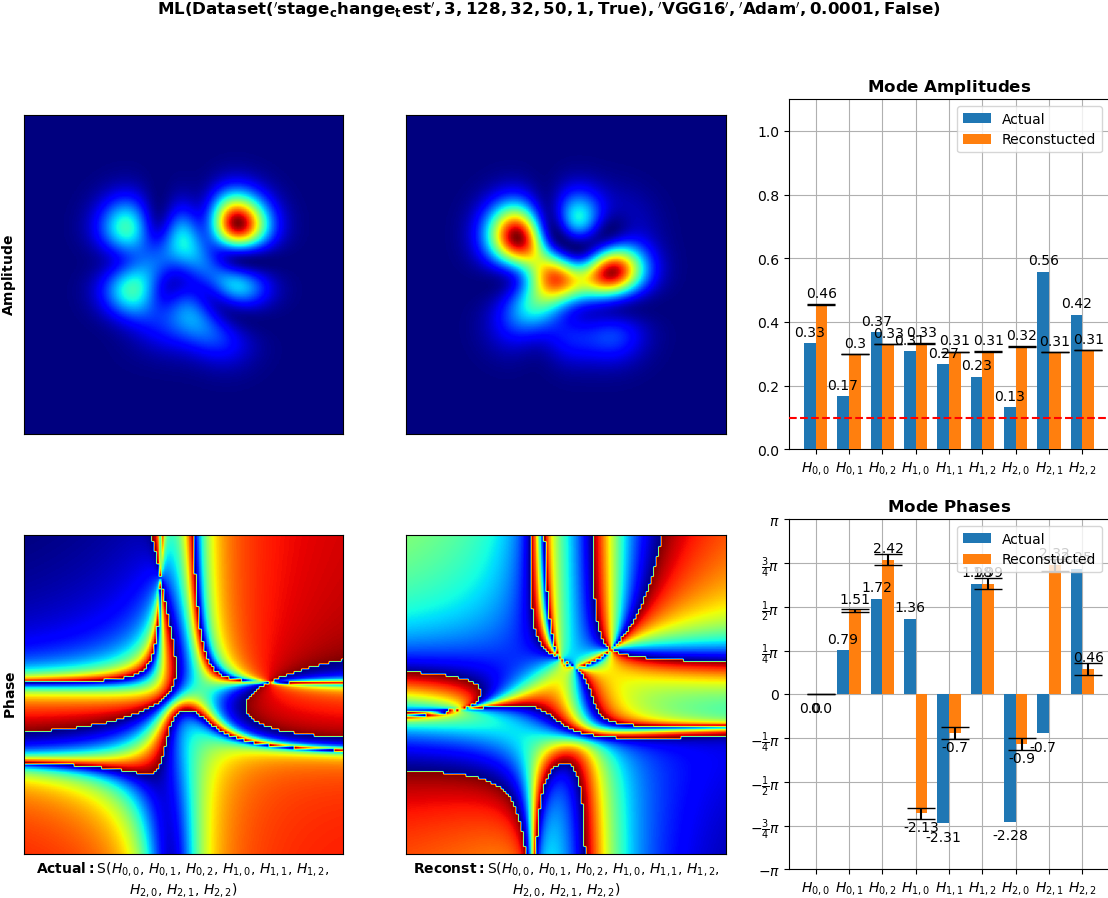 ML(Dataset('stage_change_test', 3, 128, 32, 50, 1, True), 'VGG16', 'Adam', 0.0001, False)
Amplitude
Mode Amplitudes
Actual
Reconstucted
1.0
0.8
0.6
0.4
0.2
0.0
0.33
0.46
0.17
0.3
0.37
0.33
0.31
0.33
0.27
0.31
0.23
0.31
0.13
0.32
0.56
0.31
0.42
0.31
H0,0 H0,1 H0,2 H1,0 H1,1 H1,2 H2,0 H2,1 H2,2
Phase
Actual: S(H0,0, H0,1, H0,2, H1,0, H1,1, H1,2,
H2,0, H2,1, H2,2)
Reconst: S(H0,0, H0,1, H0,2, H1,0, H1,1, H1,2,
H2,0, H2,1, H2,2)
Mode Phases
Actual
Reconstucted
π
3/4π
1/2π
1/4π
0
−1/4π
−1/2π
−3/4π
−π
0.0
0.0
0.79
1.51
1.72
2.42
1.36
-2.13
-2.31
-0.7
-2.28
-0.9
-0.7
0.46
H0,0 H0,1 H0,2 H1,0 H1,1 H1,2 H2,0 H2,1 H2,2